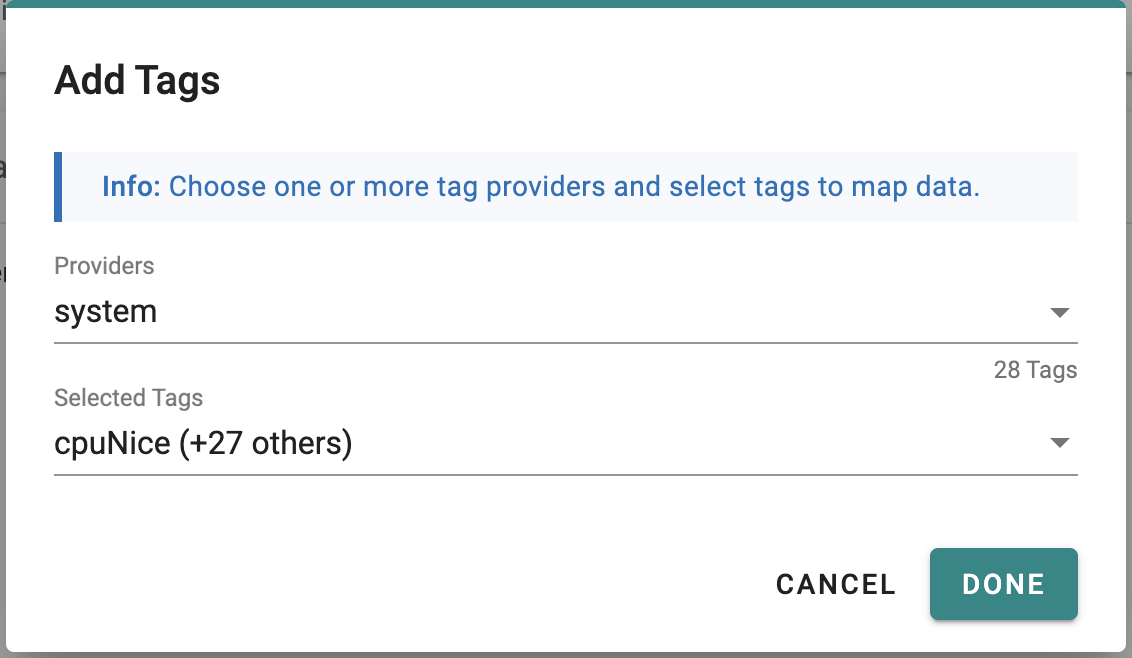 Add Tags
Info: Choose one or more tag providers and select tags to map data.
Providers
system
28 Tags
Selected Tags
cpuNice (+27 others)
CANCEL
DONE